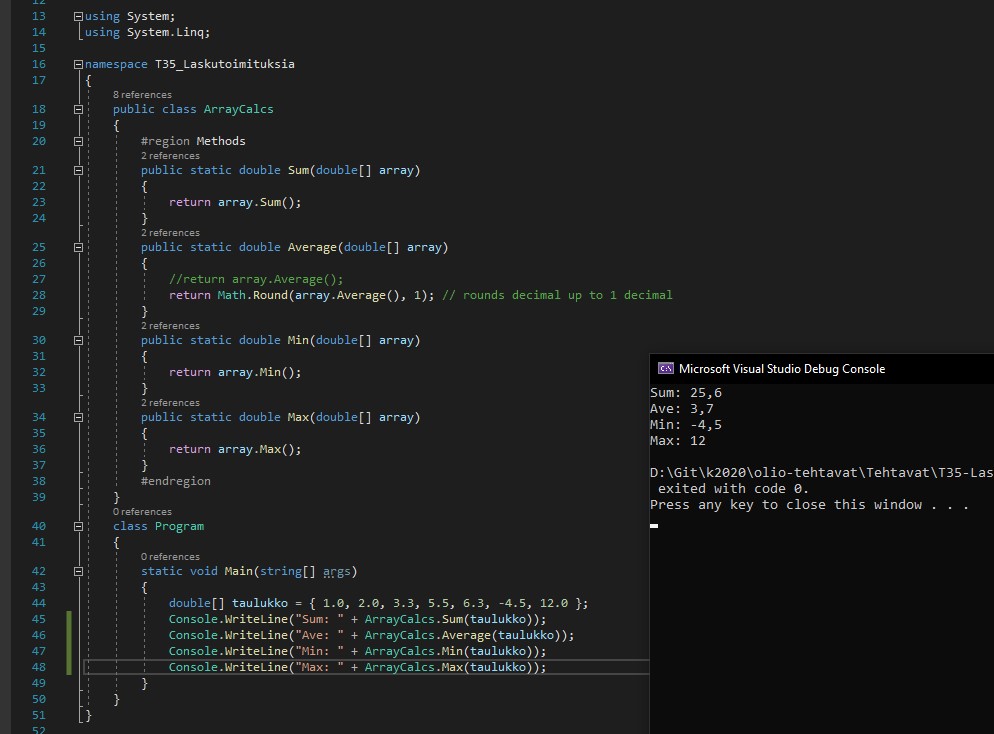 12
13 using System;
14 using System.Linq;
15
16 namespace T35_Laskutoimituksia
17 {
8 references
18 public class ArrayCalcs
19 {
20 #region Methods
2 references
21 public static double Sum(double[] array)
22 {
23 return array.Sum();
24 }
2 references
25 public static double Average(double[] array)
26 {
27 //return array.Average();
28 return Math.Round(array.Average(), 1); // rounds decimal up to 1 decimal
29 }
2 references
30 public static double Min(double[] array)
31 {
32 return array.Min();
33 }
2 references
34 public static double Max(double[] array)
35 {
36 return array.Max();
37 }
38 #endregion
39 }
0 references
40 class Program
41 {
0 references
42 static void Main(string[] args)
43 {
44 double[] taulukko = { 1.0, 2.0, 3.3, 5.5, 6.3, -4.5, 12.0 };
45 Console.WriteLine("Sum: " + ArrayCalcs.Sum(taulukko));
46 Console.WriteLine("Ave: " + ArrayCalcs.Average(taulukko));
47 Console.WriteLine("Min: " + ArrayCalcs.Min(taulukko));
48 Console.WriteLine("Max: " + ArrayCalcs.Max(taulukko));
49 }
50 }
51 }
52
Microsoft Visual Studio Debug Console
Sum: 25,6
Ave: 3,7
Min: -4,5
Max: 12
D:\Git\k2020\olio-tehtavat\Tehtavat\T35-Las
exited with code 0.
Press any key to close this window . . .